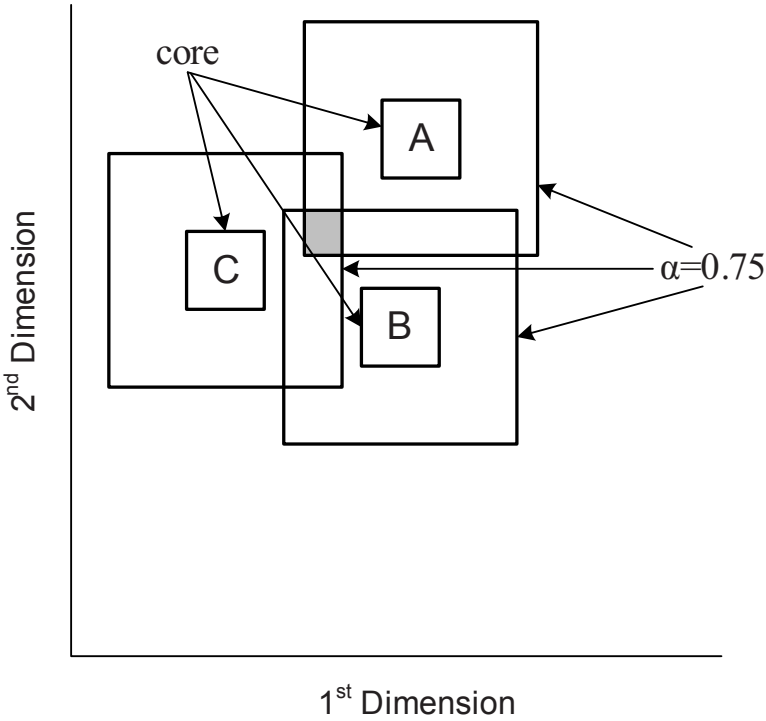 core
A
C
α=0.75
B
2nd Dimension
1st Dimension